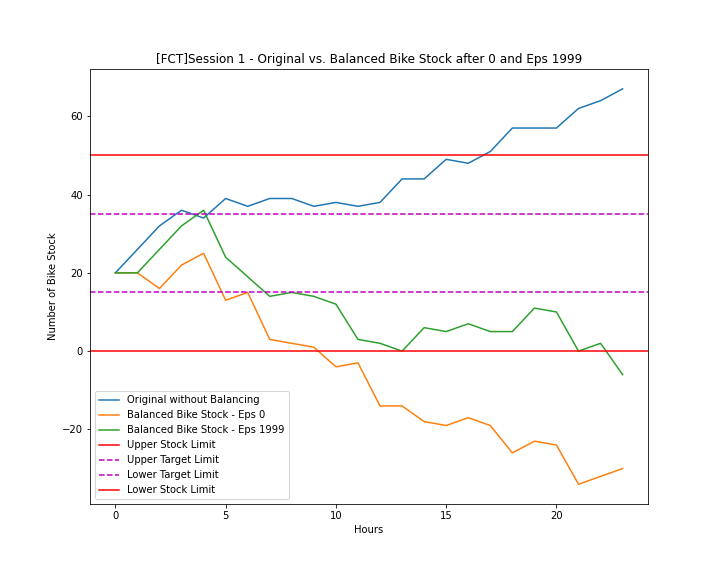 [FCT]Session 1 - Original vs. Balanced Bike Stock after 0 and Eps 1999
60
40
20
0
−20
Number of Bike Stock
Original without Balancing
Balanced Bike Stock - Eps 0
Balanced Bike Stock - Eps 1999
Upper Stock Limit
Upper Target Limit
Lower Target Limit
Lower Stock Limit
0 5 10 15 20
Hours